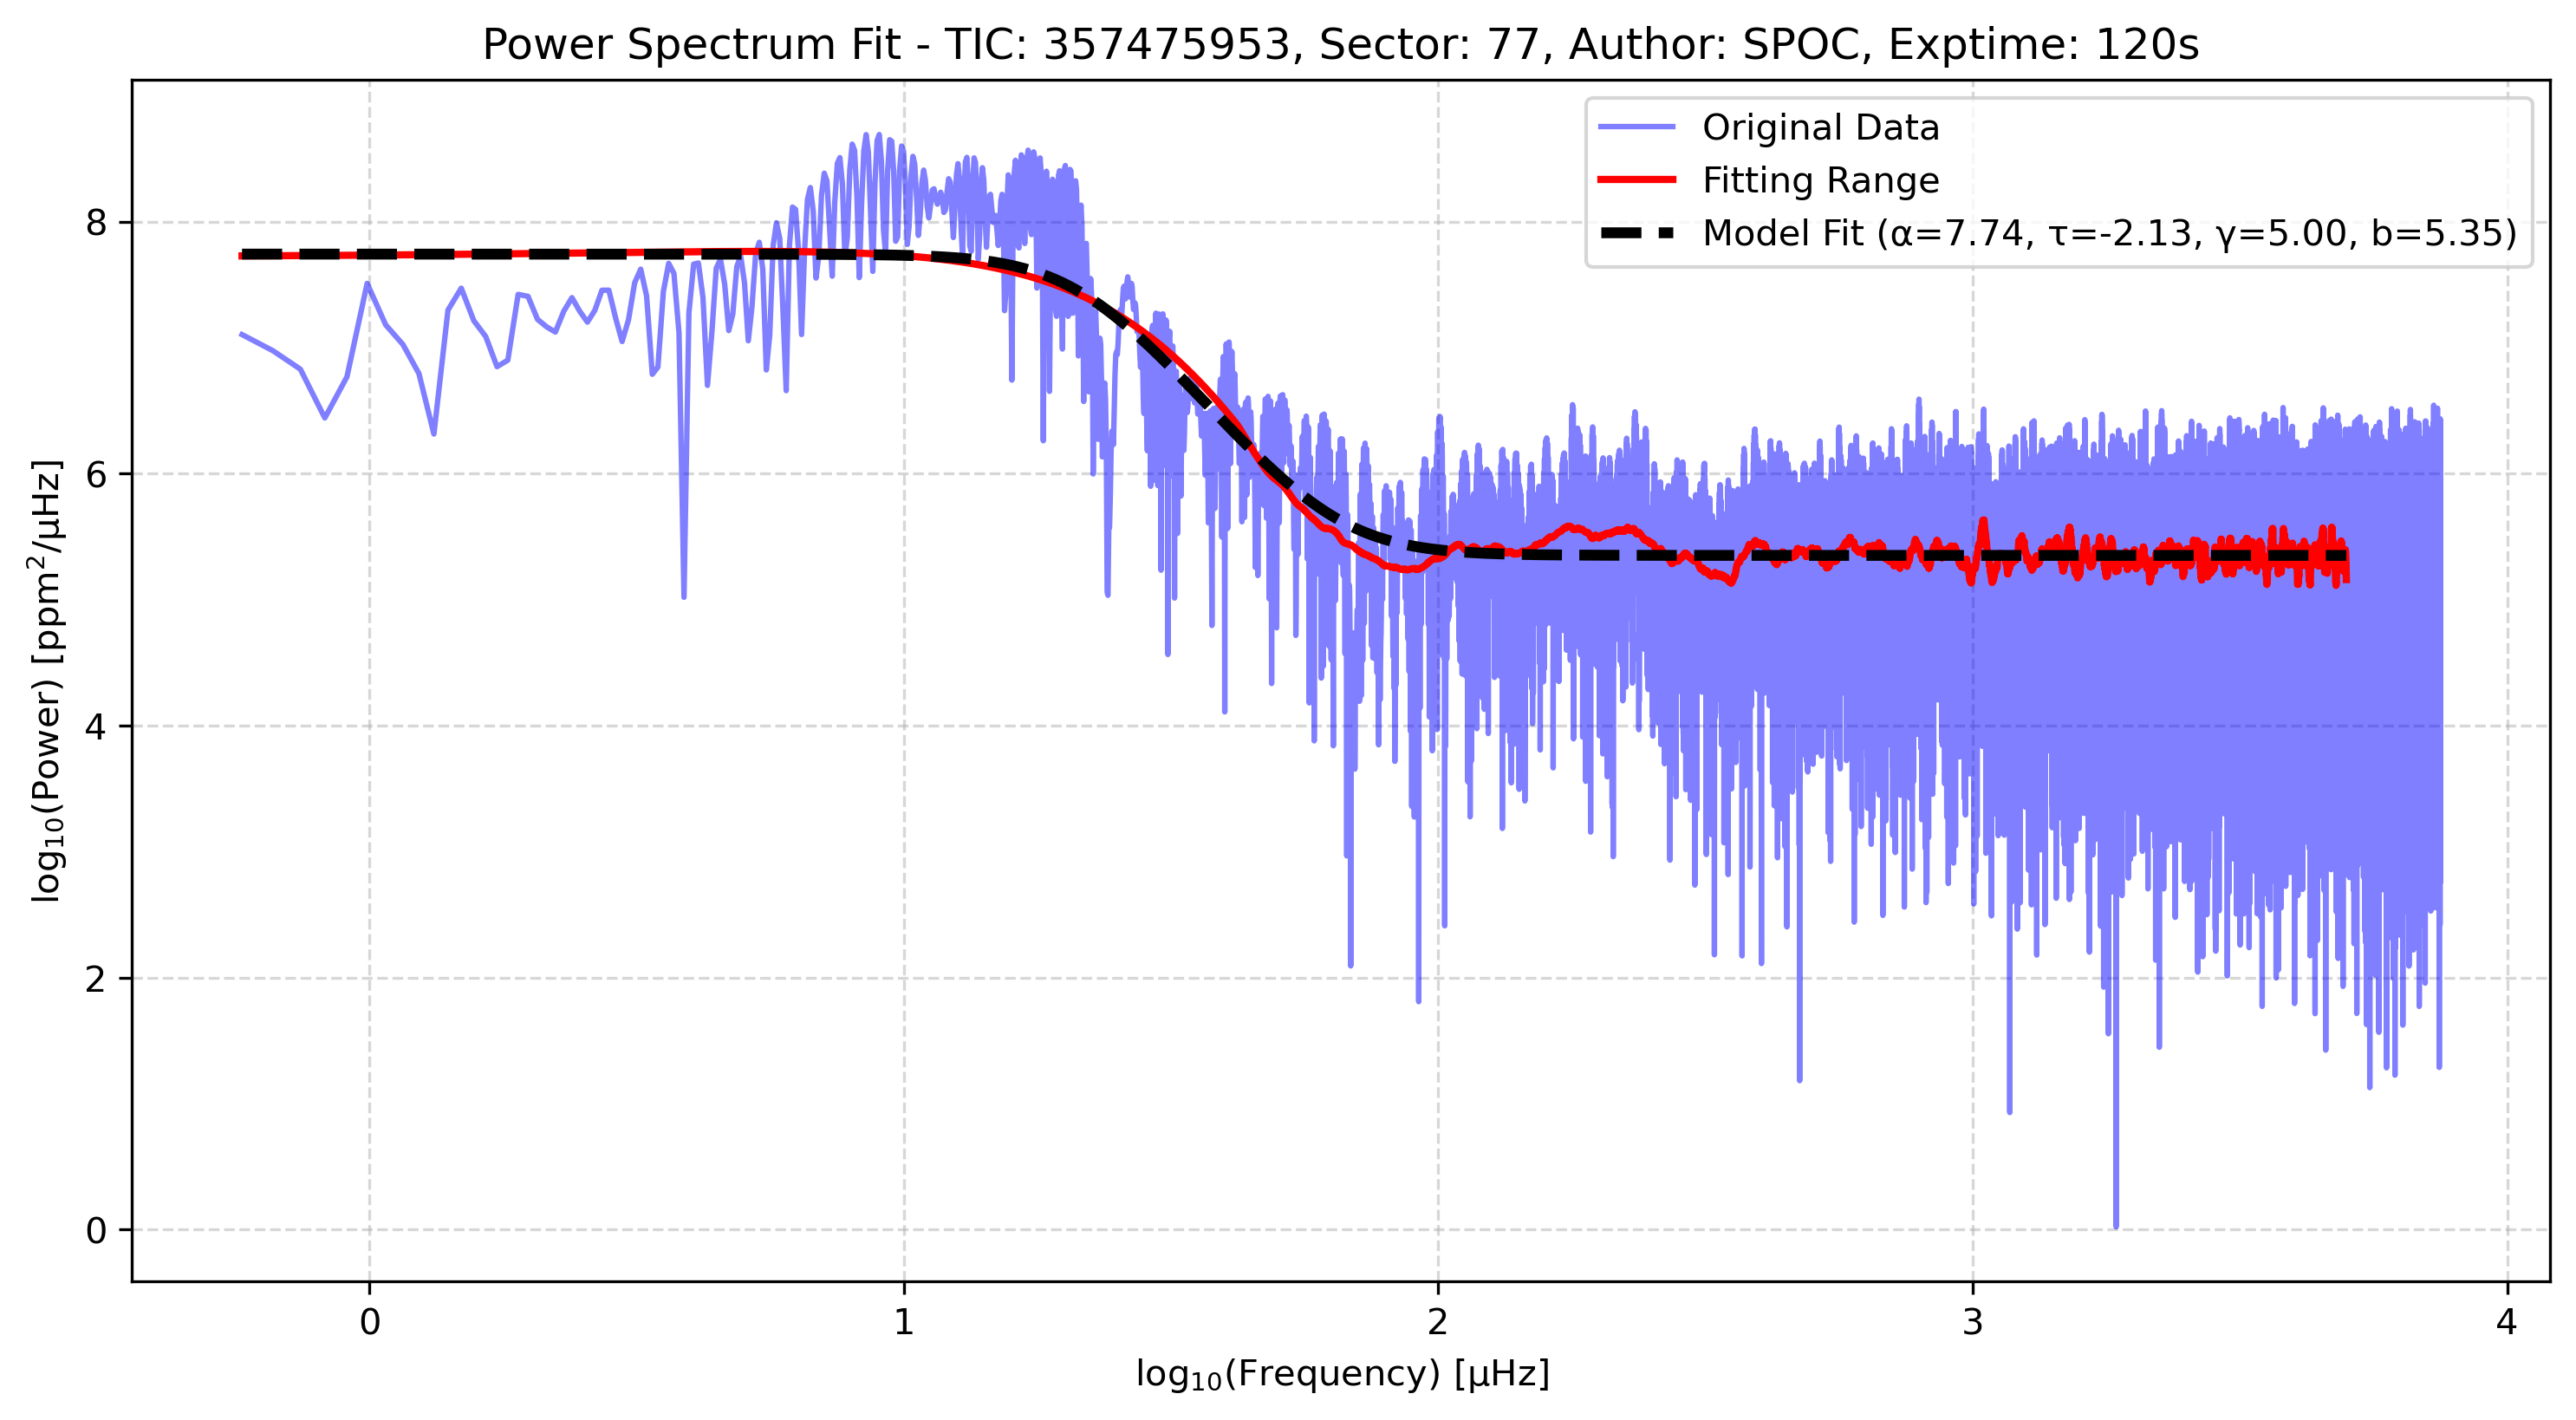 Power Spectrum Fit - TIC: 357475953, Sector: 77, Author: SPOC, Exptime: 120s
Original Data
Fitting Range
Model Fit (α=7.74, τ=-2.13, γ=5.00, b=5.35)
log₁₀(Power) [ppm²/μHz]
8
6
4
2
0
0 1 2 3 4
log₁₀(Frequency) [μHz]